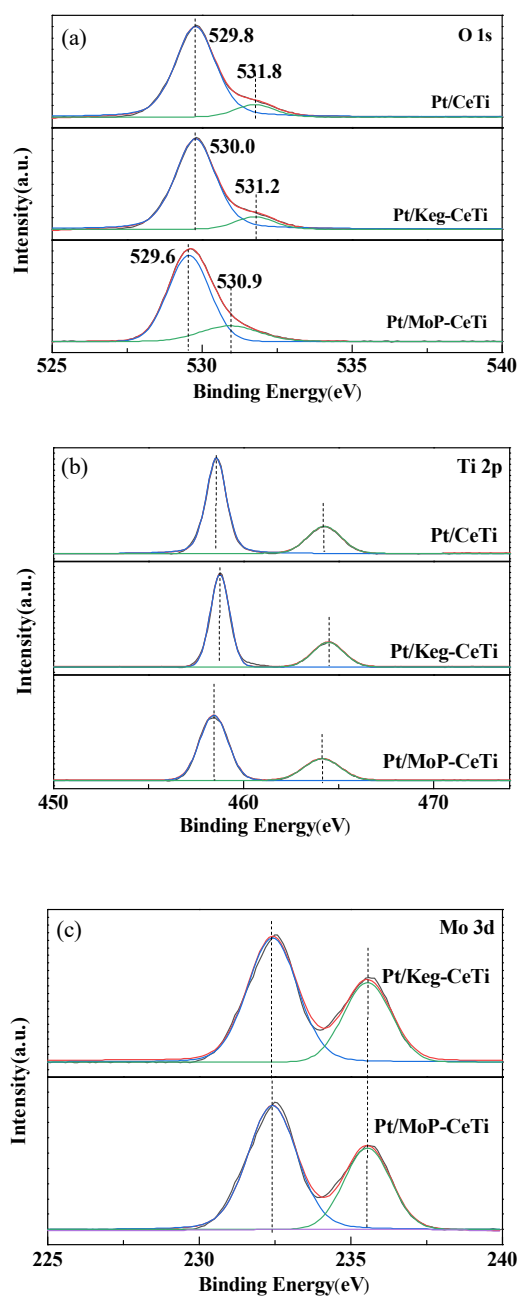 (a)
O 1s
529.8
531.8
Pt/CeTi
530.0
531.2
Pt/Keg-CeTi
529.6
530.9
Pt/MoP-CeTi
Intensity(a.u.)
525 530 535 540
Binding Energy(eV)
(b)
Ti 2p
Pt/CeTi
Pt/Keg-CeTi
Pt/MoP-CeTi
Intensity(a.u.)
450 460 470
Binding Energy(eV)
(c)
Mo 3d
Pt/Keg-CeTi
Pt/MoP-CeTi
Intensity(a.u.)
225 230 235 240
Binding Energy(eV)